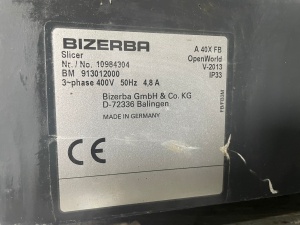 BIZERBA
A 40X FB
Slicer
OpenWorld
Nr. / No. 10984304
V-2013
BM 913012000
IP33
3~phase 400V 50Hz 4,8 A
Bizerba GmbH & Co. KG
D-72336 Balingen
MADE IN GERMANY
CE